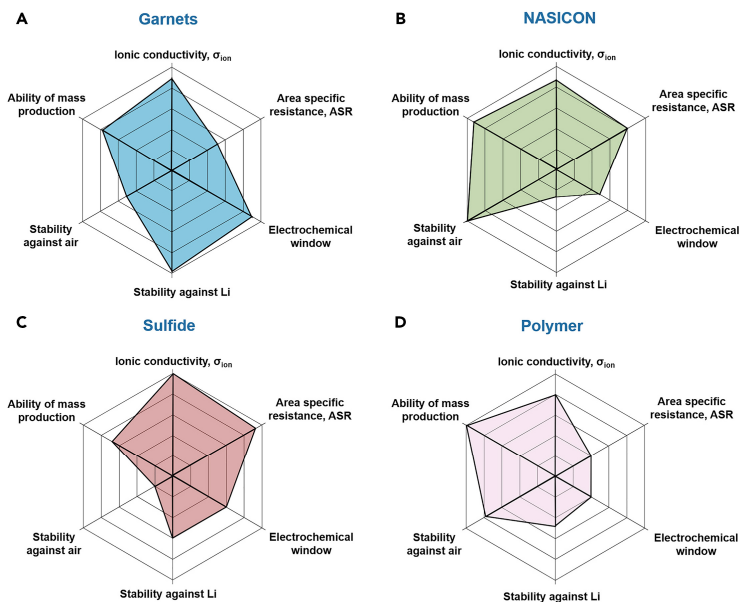 A
Garnets
Ionic conductivity, σion
Ability of mass
production
Area specific
resistance, ASR
Stability
against air
Electrochemical
window
Stability against Li
B
NASICON
Ionic conductivity, σion
Ability of mass
production
Area specific
resistance, ASR
Stability
against air
Electrochemical
window
Stability against Li
C
Sulfide
Ionic conductivity, σion
Ability of mass
production
Area specific
resistance, ASR
Stability
against air
Electrochemical
window
Stability against Li
D
Polymer
Ionic conductivity, σion
Ability of mass
production
Area specific
resistance, ASR
Stability
against air
Electrochemical
window
Stability against Li